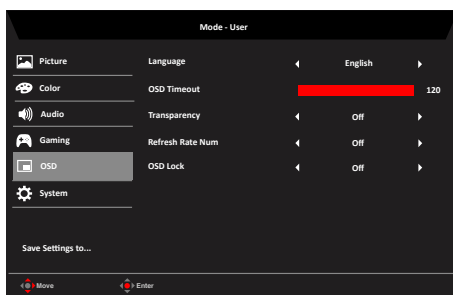 Mode - User
Picture
Language English
Color
OSD Timeout 120
Audio
Transparency Off
Gaming
Refresh Rate Num Off
OSD
OSD Lock Off
System
Save Settings to...
Move Enter